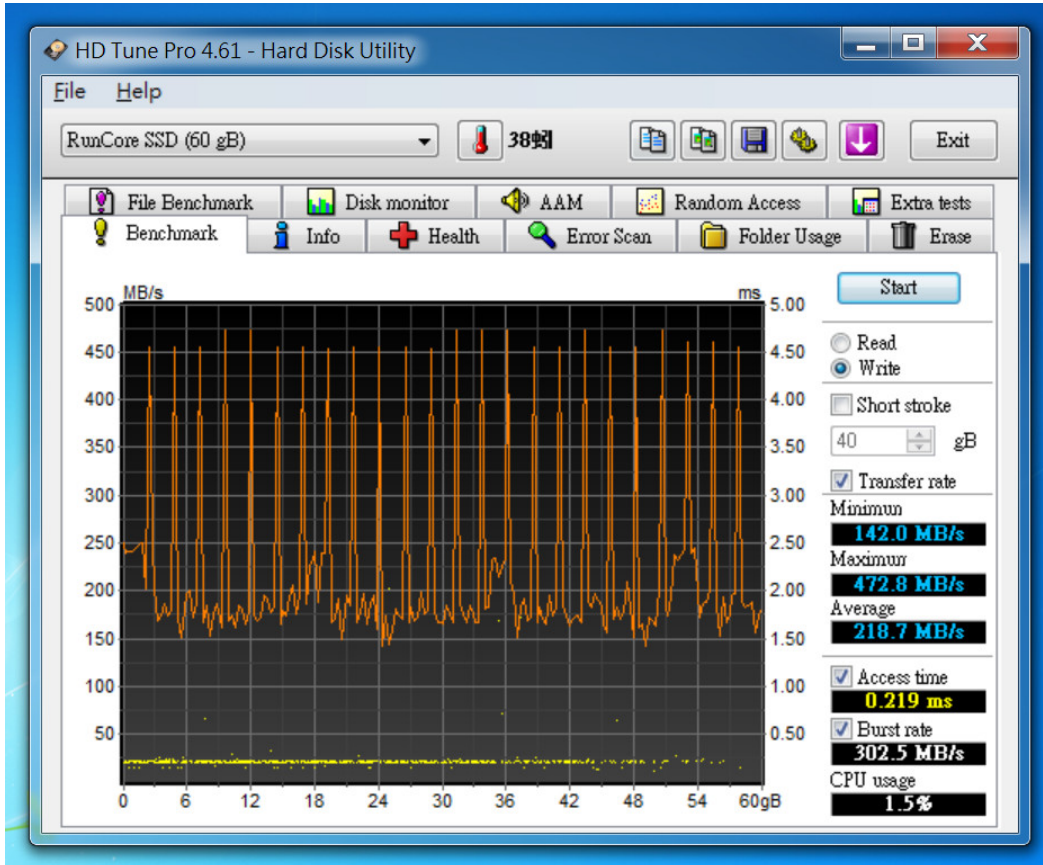 HD Tune Pro 4.61 - Hard Disk Utility
File Help
RunCore SSD (60 gB)
38蚓
Exit
File Benchmark Disk monitor AAM Random Access Extra tests
Benchmark Info Health Error Scan Folder Usage Erase
Start
Read
Write
Short stroke
40 gB
Transfer rate
Minimun
142.0 MB/s
Maximum
472.8 MB/s
Average
218.7 MB/s
Access time
0.219 ms
Burst rate
302.5 MB/s
CPU usage
1.5%
MB/s ms
500 5.00
450 4.50
400 4.00
350 3.50
300 3.00
250 2.50
200 2.00
150 1.50
100 1.00
50 0.50
0 6 12 18 24 30 36 42 48 54 60gB